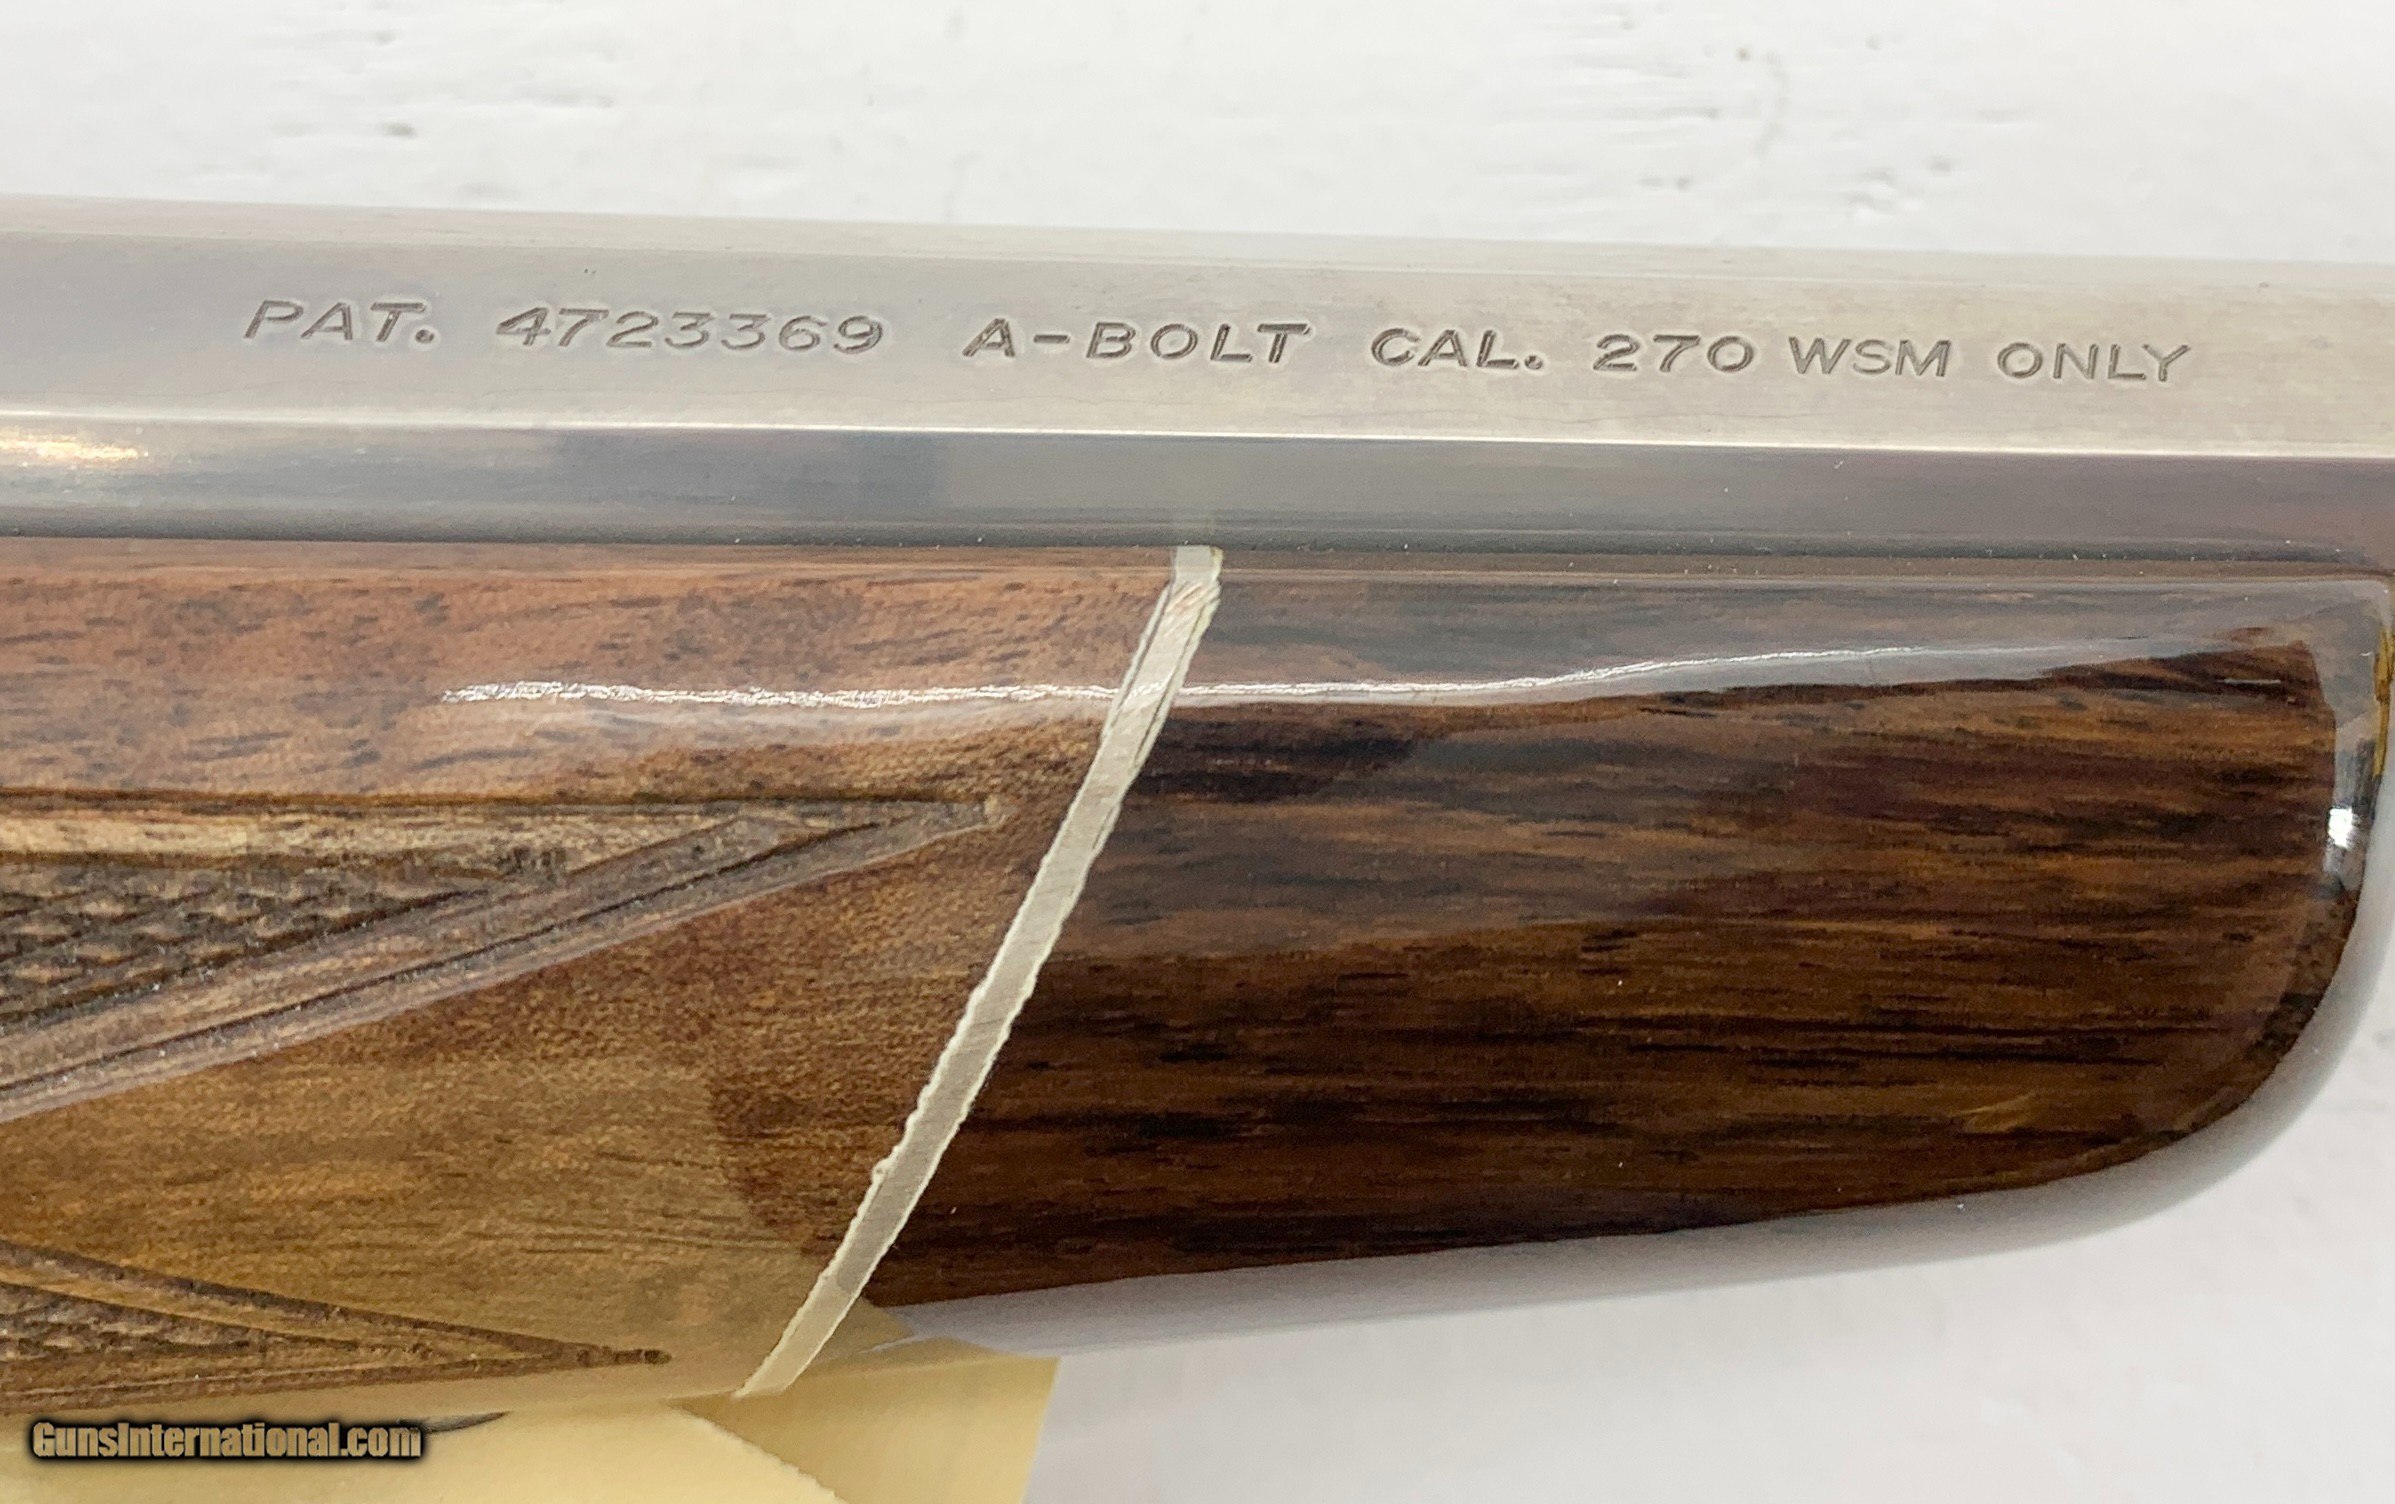 PAT. 4723369 A-BOLT CAL. 270 WSM ONLY
GunsInternational.com